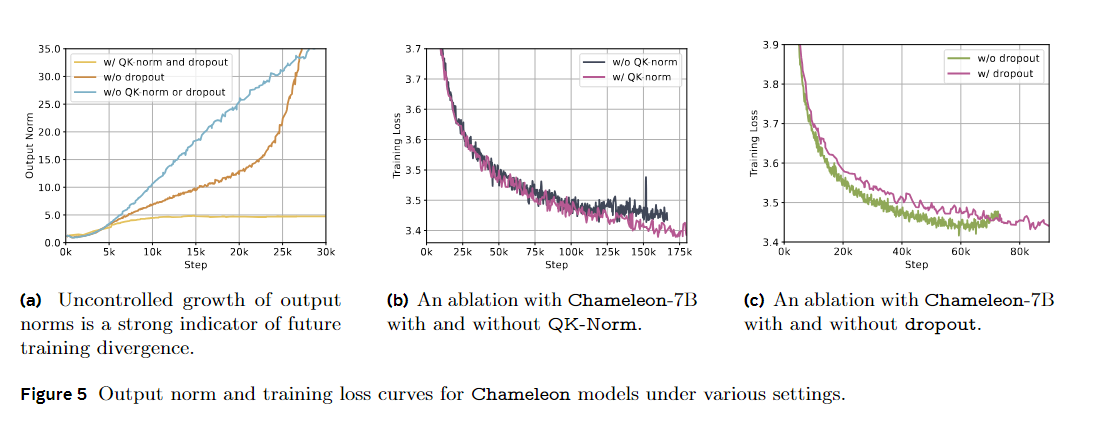 35.0
30.0
25.0
20.0
15.0
10.0
5.0
0.0
Output Norm
w/ QK-norm and dropout
w/o dropout
w/o QK-norm or dropout
0k 5k 10k 15k 20k 25k 30k
Step
3.7
3.7
3.6
3.6
3.5
3.5
3.4
Training Loss
w/o QK-norm
w/ QK-norm
0k 25k 50k 75k 100k 125k 150k 175k
Step
3.9
3.8
3.7
3.6
3.5
3.4
Training Loss
w/o dropout
w/ dropout
0k 20k 40k 60k 80k
Step
(a) Uncontrolled growth of output
norms is a strong indicator of future
training divergence.
(b) An ablation with Chameleon-7B
with and without QK-Norm.
(c) An ablation with Chameleon-7B
with and without dropout.
Figure 5 Output norm and training loss curves for Chameleon models under various settings.